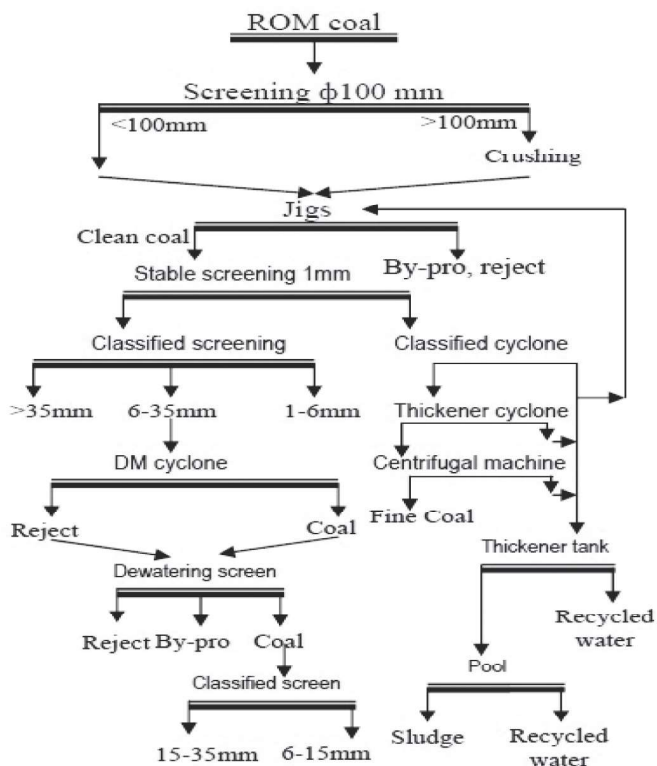 ROM coal
Screening ф100 mm
<100mm
>100mm
Crushing
Jigs
Clean coal
By-pro, reject
Stable screening 1mm
Classified screening
Classified cyclone
>35mm
6-35mm
1-6mm
Thickener cyclone
DM cyclone
Centrifugal machine
Reject
Coal
Fine Coal
Thickener tank
Dewatering screen
Recycled
water
Reject
By-pro
Coal
Pool
Classified screen
15-35mm
6-15mm
Sludge
Recycled
water